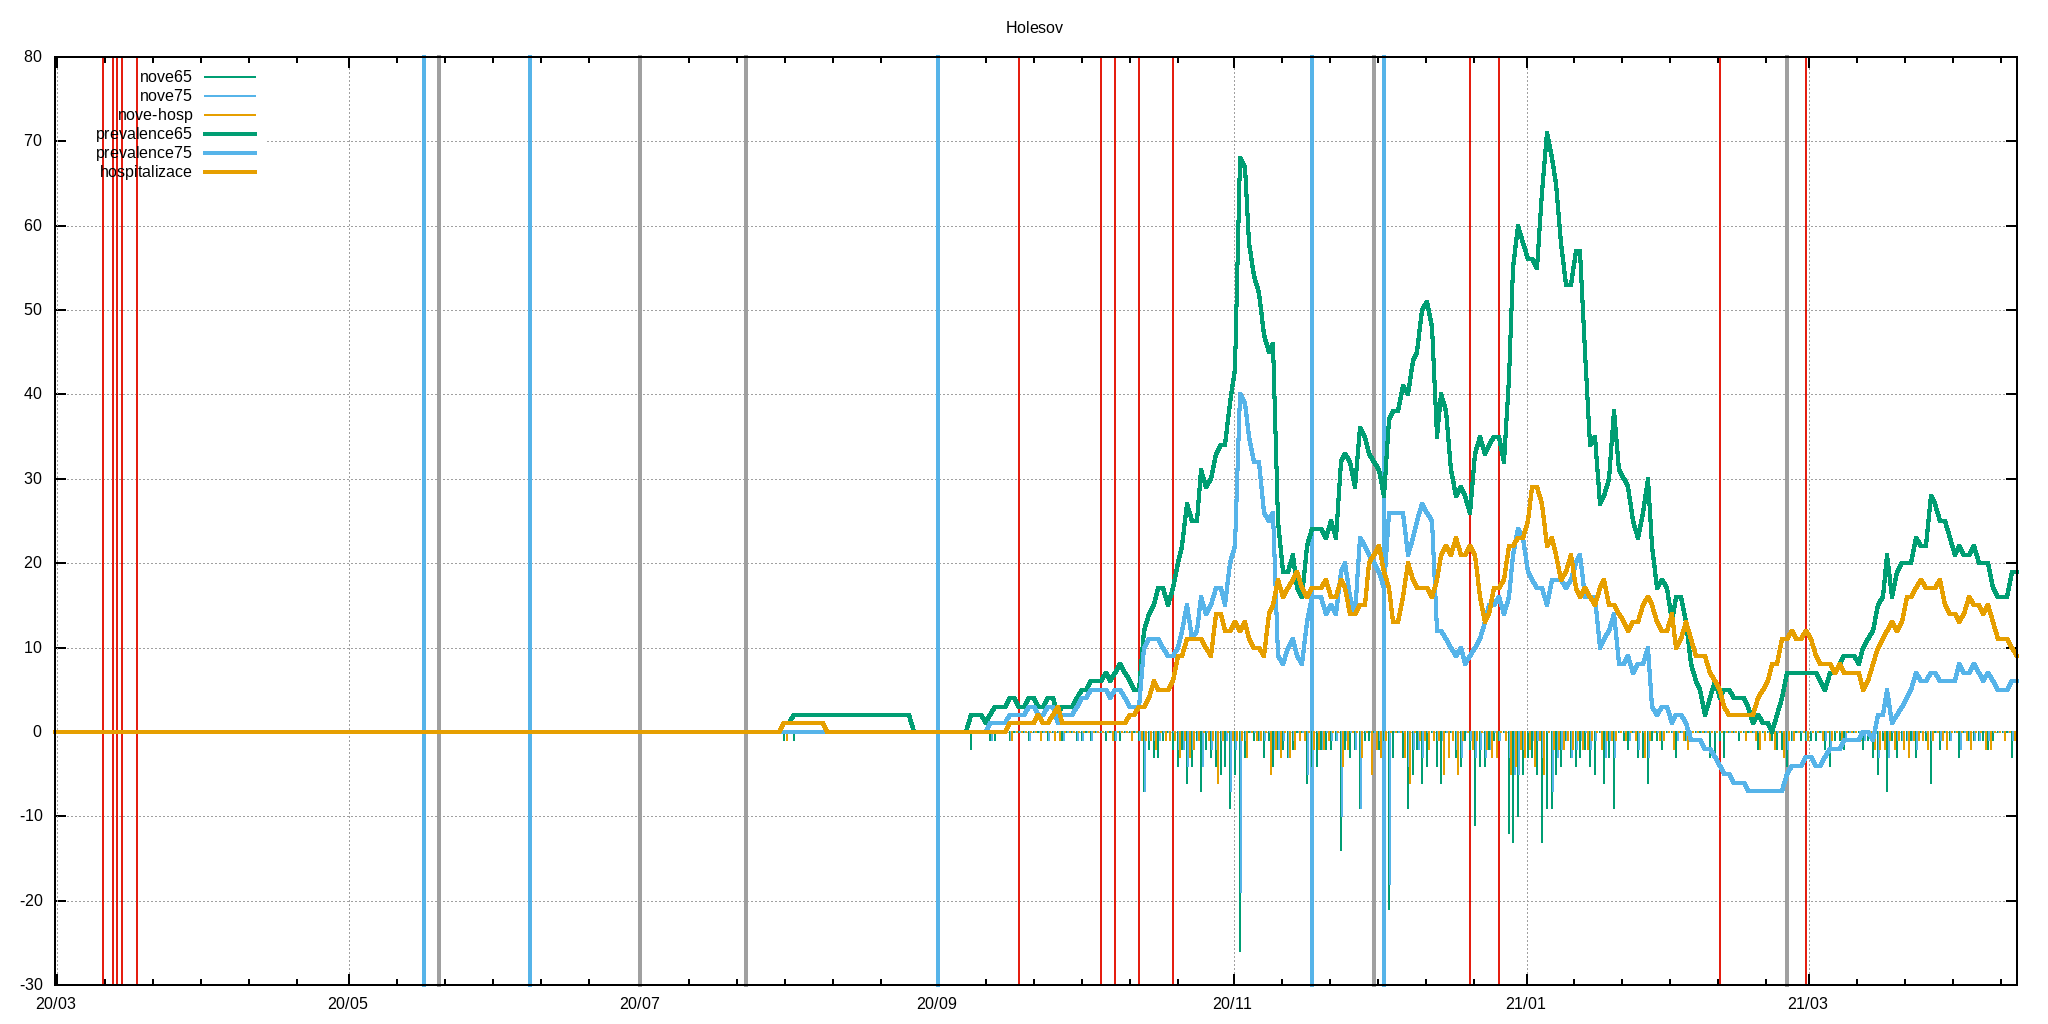 Holesov
80
nove65
nove75
nove-hosp
prevalence65
prevalence75
hospitalizace
70
60
50
40
30
20
10
0
-10
-20
-30
20/03 20/05 20/07 20/09 20/11 21/01 21/03